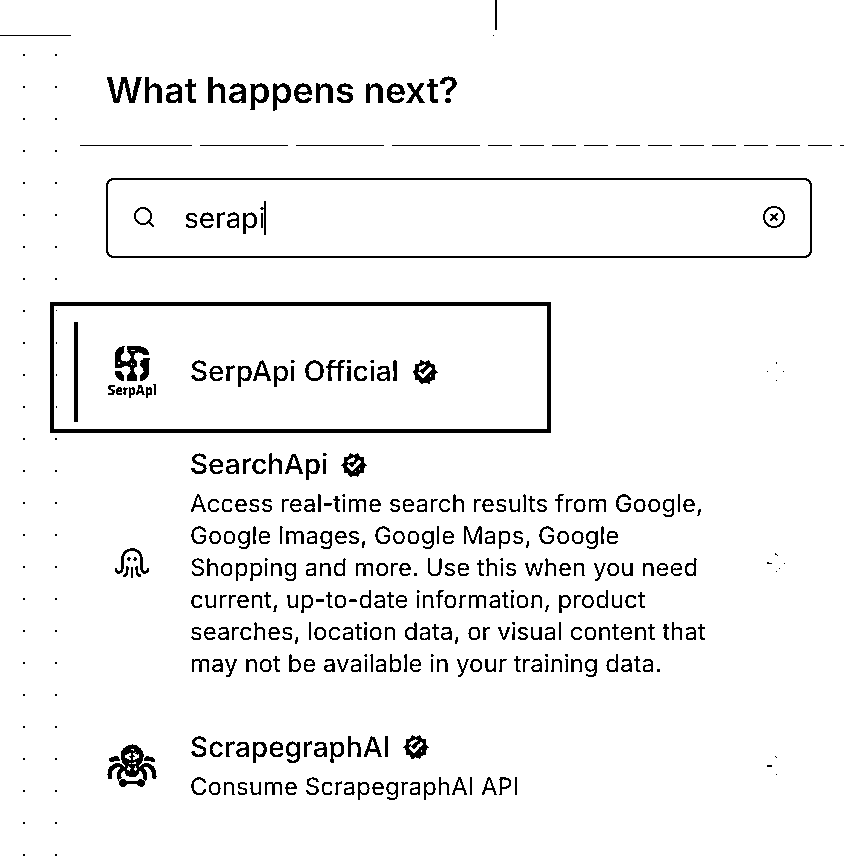 What happens next?
serapi
SerpApi
SerpApi Official
SearchApi
Access real-time search results from Google,
Google Images, Google Maps, Google
Shopping and more. Use this when you need
current, up-to-date information, product
searches, location data, or visual content that
may not be available in your training data.
ScrapegraphAI
Consume ScrapegraphAI API